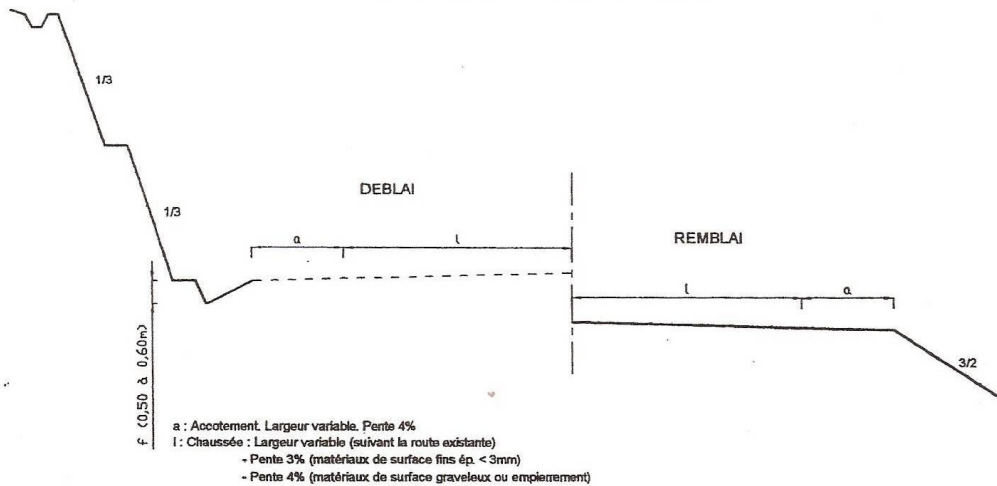 1/3
1/3
DEBLAI
a
l
REMBLAI
l
a
3/2
f (0,50 à 0,60m)
a : Accotement. Largeur variable. Pente 4%
l : Chaussée : Largeur variable (suivant la route existante)
- Pente 3% (matériaux de surface fins ép. < 3mm)
- Pente 4% (matériaux de surface graveleux ou empierrement)